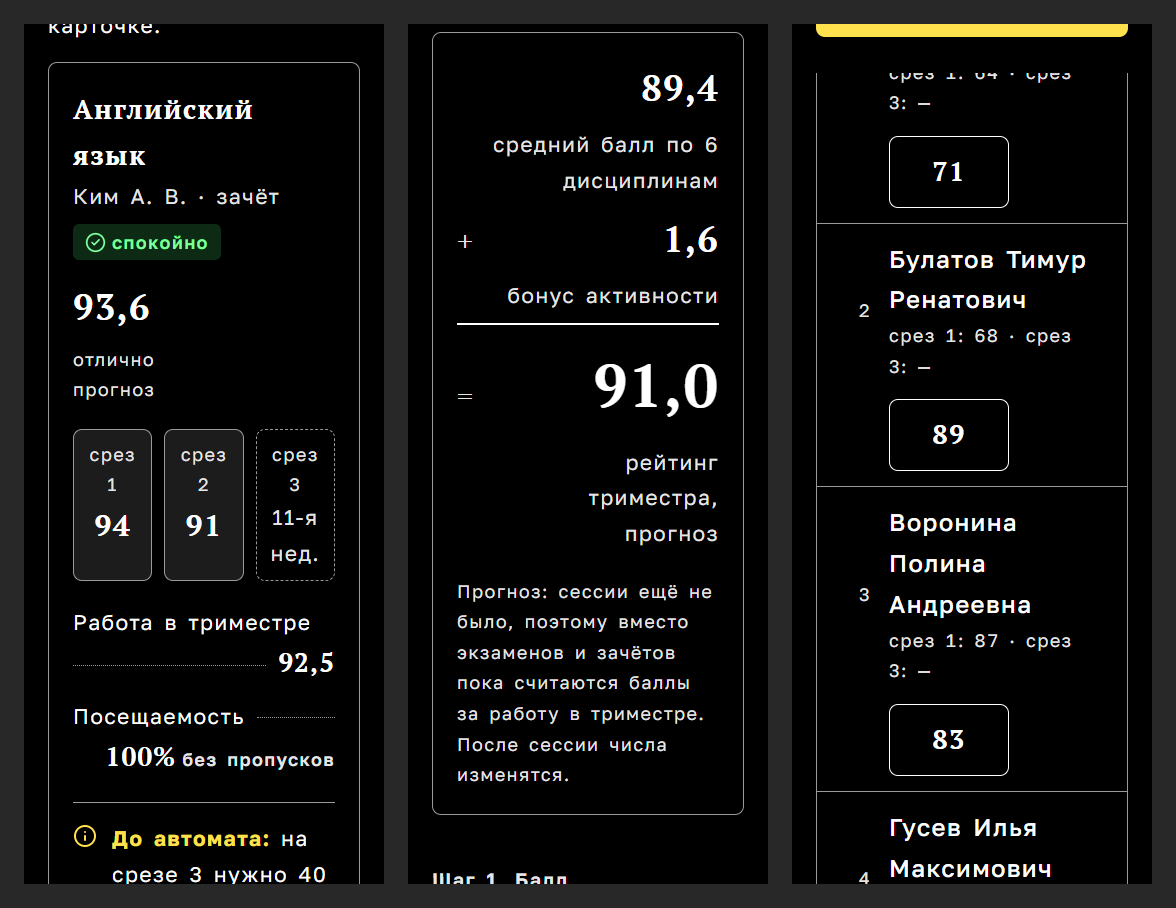 карточке.
Английский
язык
Ким А. В. · зачёт
спокойно
93,6
отлично
прогноз
срез
1
94
срез
2
91
срез
3
11-я
нед.
Работа в триместре
92,5
Посещаемость
100% без пропусков
До автомата: на
срезе 3 нужно 40
89,4
средний балл по 6
дисциплинам
+ 1,6
бонус активности
= 91,0
рейтинг
триместра,
прогноз
Прогноз: сессии ещё не
было, поэтому вместо
экзаменов и зачётов
пока считаются баллы
за работу в триместре.
После сессии числа
изменятся.
Шаг 1. Балл
срез 1: 64 · срез
3: —
71
Булатов Тимур
2 Ренатович
срез 1: 68 · срез
3: —
89
Воронина
Полина
3 Андреевна
срез 1: 87 · срез
3: —
83
Гусев Илья
Максимович
4